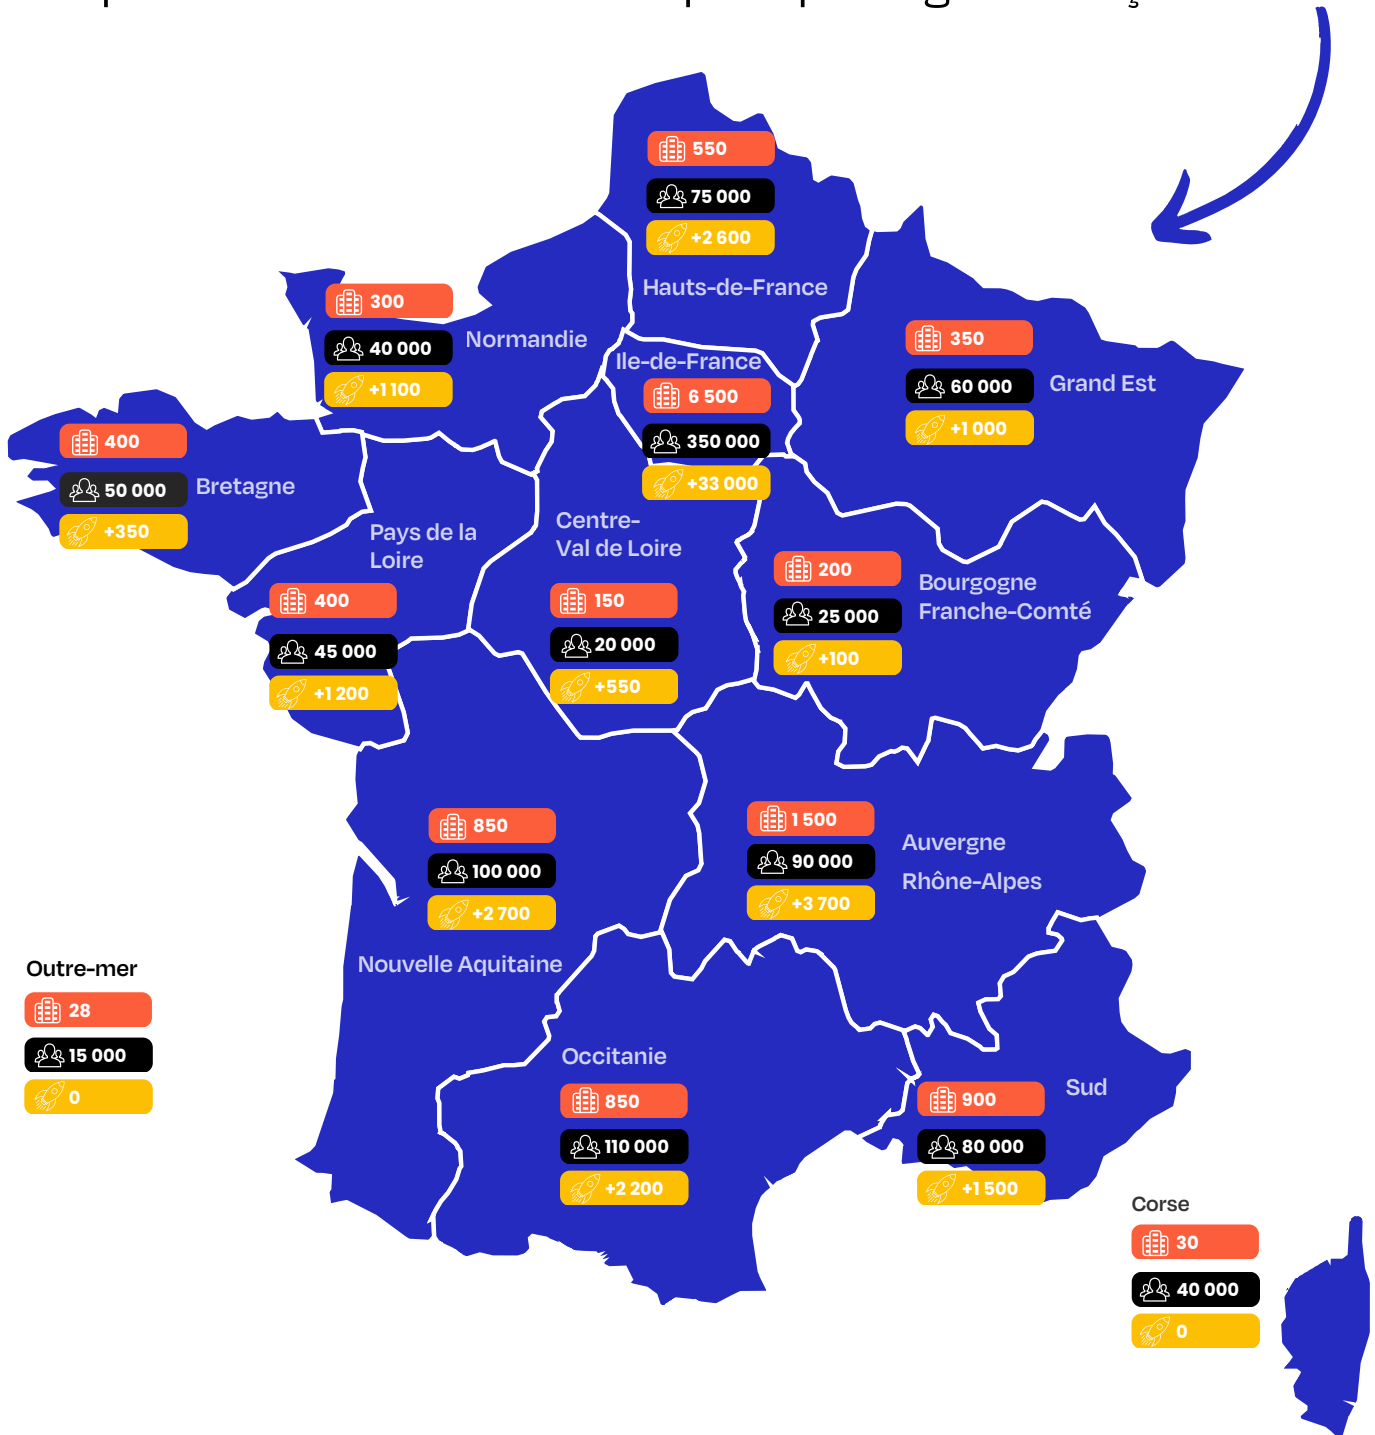 550
75 000
+2 600
Hauts-de-France
300
40 000
+1 100
Normandie
Ile-de-France
6 500
350 000
+33 000
350
60 000
+1 000
Grand Est
400
50 000
+350
Bretagne
Pays de la
Loire
400
45 000
+1 200
Centre-
Val de Loire
150
20 000
+550
200
25 000
+100
Bourgogne
Franche-Comté
850
100 000
+2 700
Nouvelle Aquitaine
1 500
90 000
+3 700
Auvergne
Rhône-Alpes
Outre-mer
28
15 000
0
Occitanie
850
110 000
+2 200
900
80 000
+1 500
Sud
Corse
30
40 000
0